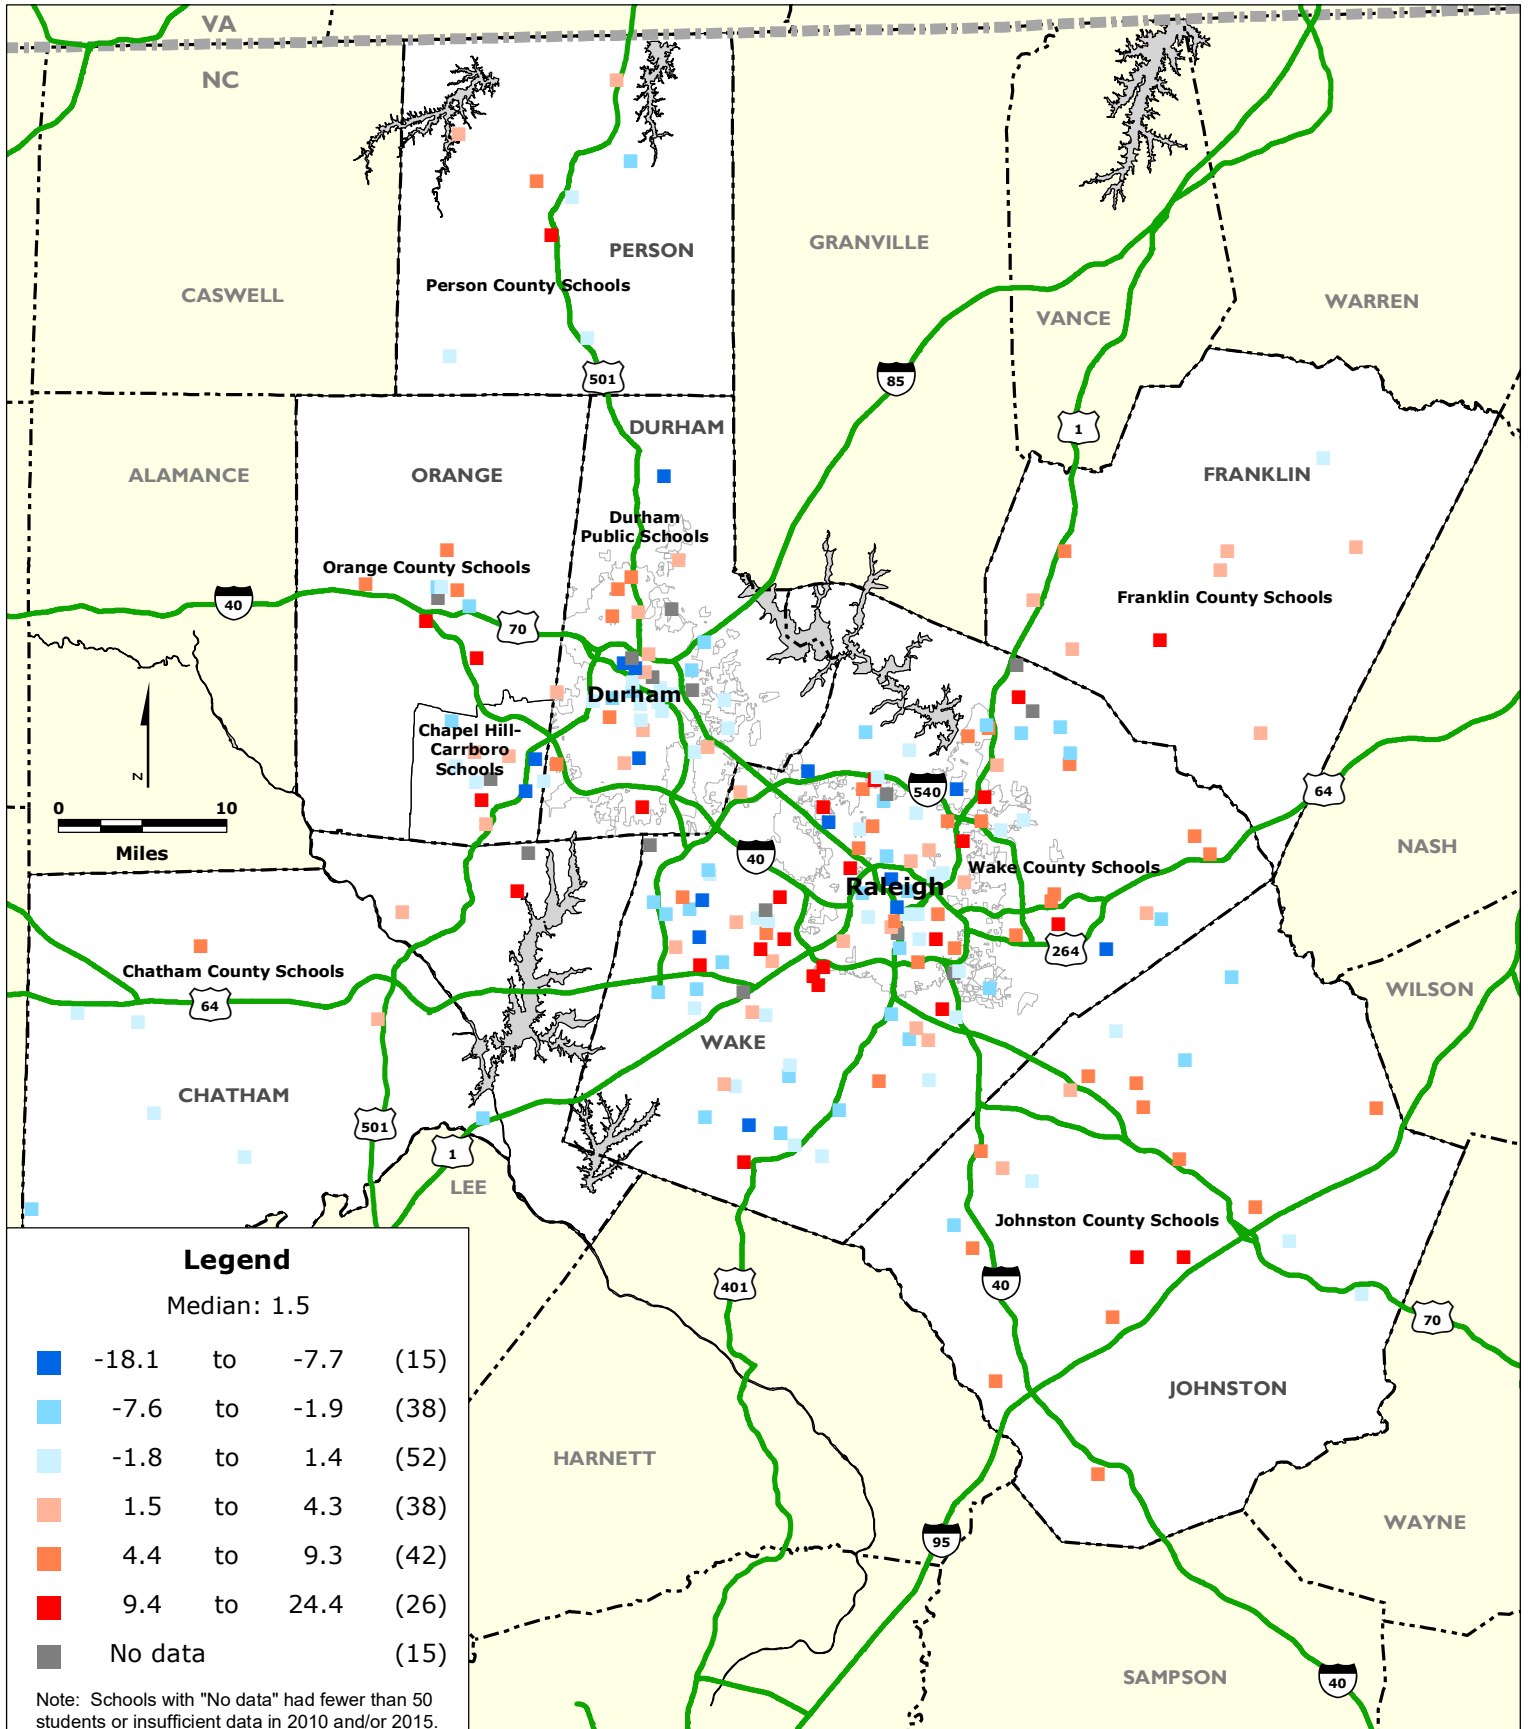 VA
NC
PERSON
GRANVILLE
Person County Schools
CASWELL
WARREN
VANCE
501
85
1
DURHAM
ALAMANCE
ORANGE
FRANKLIN
Durham
Public Schools
Orange County Schools
40
70
Franklin County Schools
Durham
Chapel Hill-
Carrboro
Schools
N
0 10
Miles
540
64
40
Wake County Schools
NASH
Raleigh
264
Chatham County Schools
64
WILSON
WAKE
CHATHAM
501
1
LEE
Johnston County Schools
401
40
70
JOHNSTON
HARNETT
95
WAYNE
SAMPSON
40
Legend
Median: 1.5
-18.1 to -7.7 (15)
-7.6 to -1.9 (38)
-1.8 to 1.4 (52)
1.5 to 4.3 (38)
4.4 to 9.3 (42)
9.4 to 24.4 (26)
No data (15)
Note: Schools with "No data" had fewer than 50
students or insufficient data in 2010 and/or 2015.